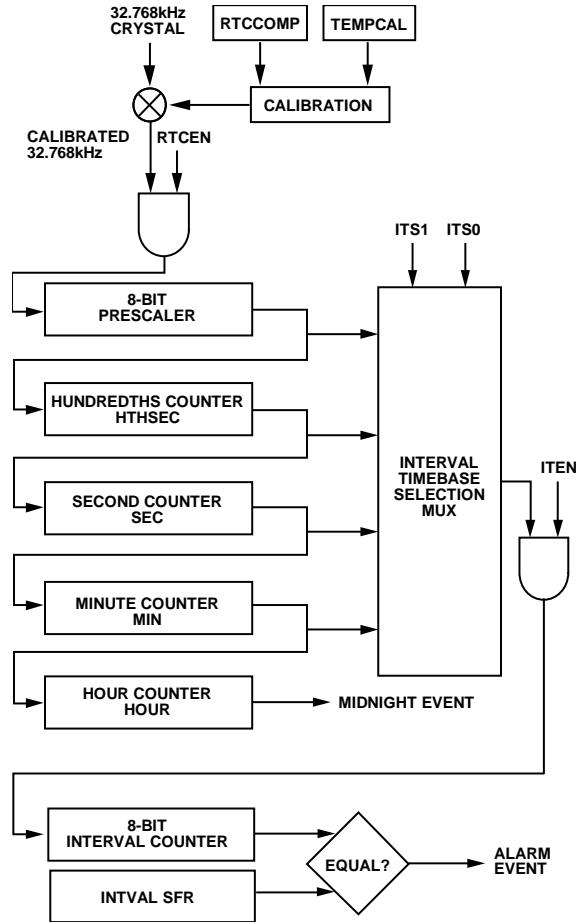 32.768kHz
CRYSTAL
RTCCOMP
TEMPCAL
CALIBRATION
CALIBRATED
32.768kHz
RTCEN
ITS1
ITS0
8-BIT
PRESCALER
HUNDREDTHS COUNTER
HTHSEC
INTERVAL
TIMEBASE
SELECTION
MUX
ITEN
SECOND COUNTER
SEC
MINUTE COUNTER
MIN
HOUR COUNTER
HOUR
MIDNIGHT EVENT
8-BIT
INTERVAL COUNTER
EQUAL?
ALARM
EVENT
INTVAL SFR